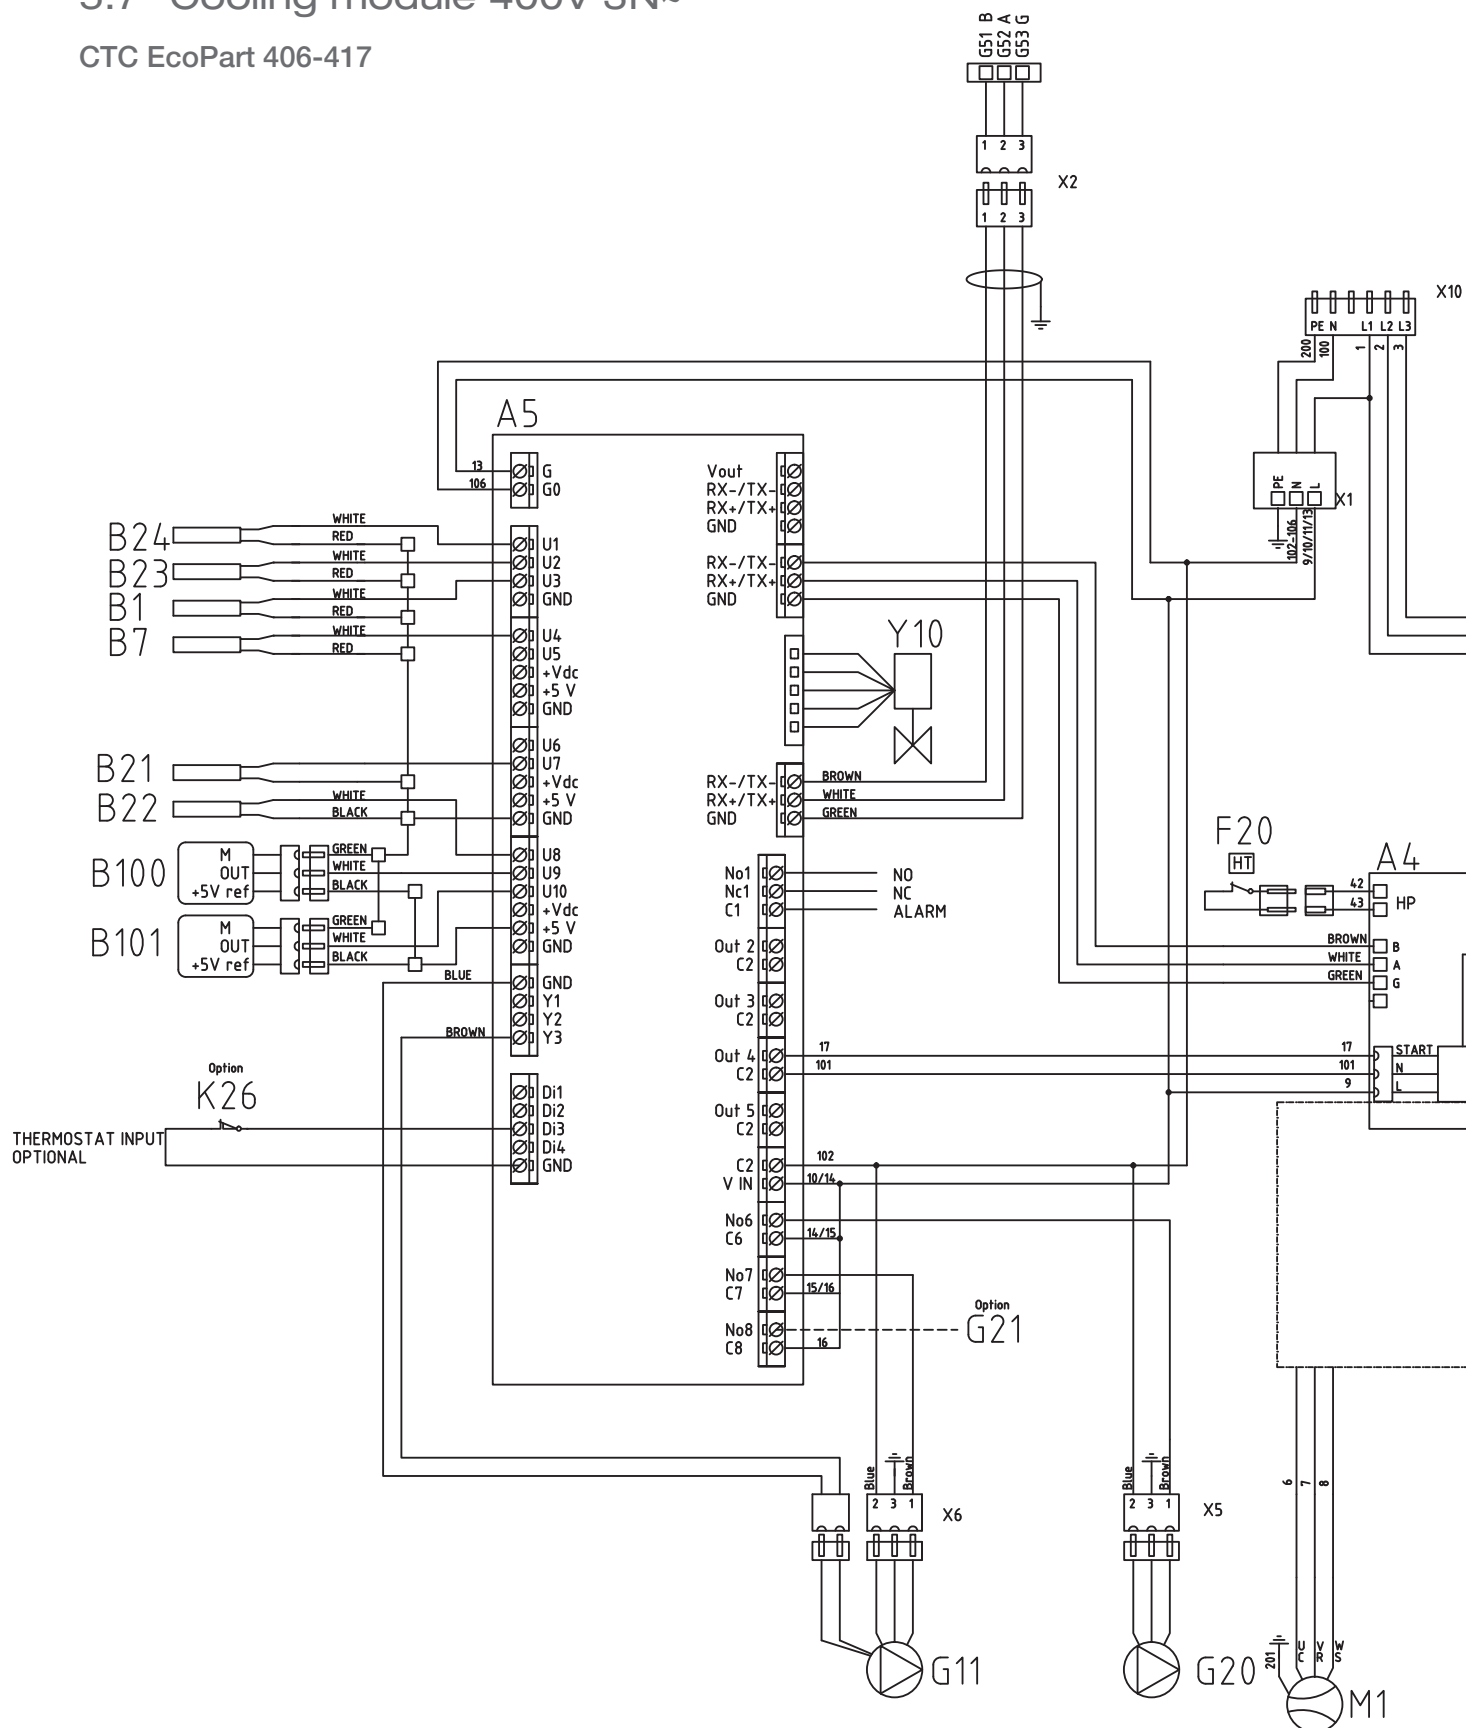 CTC EcoPart 406-417
G51 B
G52 A
G53 G
1 2 3
X2
1 2 3
X10
PE N L1 L2 L3
200
100
1
2
3
A5
13
G
106
G0
Vout
RX-/TX-
RX+/TX+
GND
PE
N
L
X1
102-106
9/10/11/13
B24
WHITE
RED
U1
B23
WHITE
RED
U2
B1
WHITE
RED
U3
GND
B7
WHITE
RED
U4
U5
+Vdc
+5 V
GND
RX-/TX-
RX+/TX+
GND
Y10
B21
U6
U7
+Vdc
B22
WHITE
BLACK
+5 V
GND
RX-/TX-
RX+/TX+
GND
BROWN
WHITE
GREEN
B100
M
OUT
+5V ref
GREEN
WHITE
BLACK
U8
U9
U10
+Vdc
+5 V
GND
B101
M
OUT
+5V ref
GREEN
WHITE
BLACK
No1
Nc1
C1
NO
NC
ALARM
F20
HT
A4
42
43
HP
BROWN
WHITE
GREEN
B
A
G
Out 2
C2
BLUE
GND
Y1
Y2
Y3
BROWN
Out 3
C2
Out 4
C2
17
101
17
101
9
START
N
L
Option
K26
THERMOSTAT INPUT
OPTIONAL
Di1
Di2
Di3
Di4
GND
Out 5
C2
C2
V IN
102
10/14
No6
C6
14/15
No7
C7
15/16
No8
C8
16
Option
G21
Blue
Brown
2 3 1
X6
Blue
Brown
2 3 1
X5
6
7
8
G11
G20
201
U
C
V
R
W
S
M1